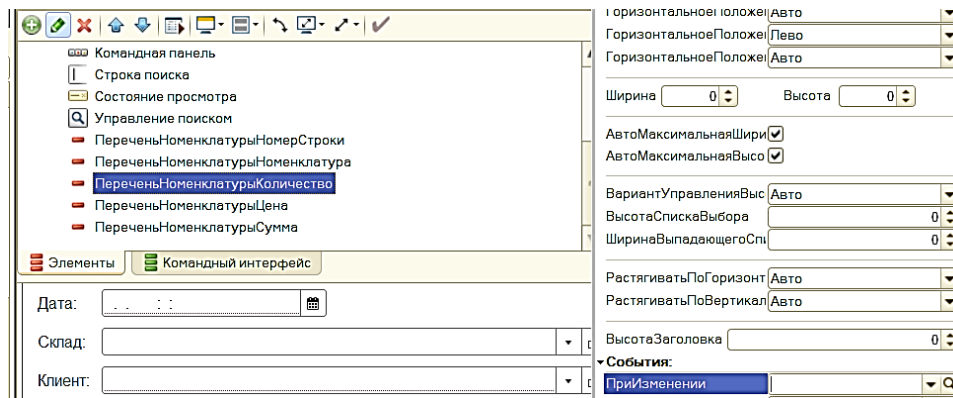 Командная панель
Строка поиска
Состояние просмотра
Управление поиском
ПереченьНоменклатурыНомерСтроки
ПереченьНоменклатурыНоменклатура
ПереченьНоменклатурыКоличество
ПереченьНоменклатурыЦена
ПереченьНоменклатурыСумма
Элементы
Командный интерфейс
Дата: . . : :
Склад:
Клиент:
ГоризонтальноеПоложе Авто
ГоризонтальноеПоложе Лево
ГоризонтальноеПоложе Авто
Ширина 0 Высота 0
АвтоМаксимальнаяШири
АвтоМаксимальнаяВысо
ВариантУправленияВыс Авто
ВысотаСпискаВыбора 0
ШиринаВыпадающегоСпи 0
РастягиватьПоГоризонт Авто
РастягиватьПоВертикал Авто
ВысотаЗаголовка 0
События:
ПриИзменении